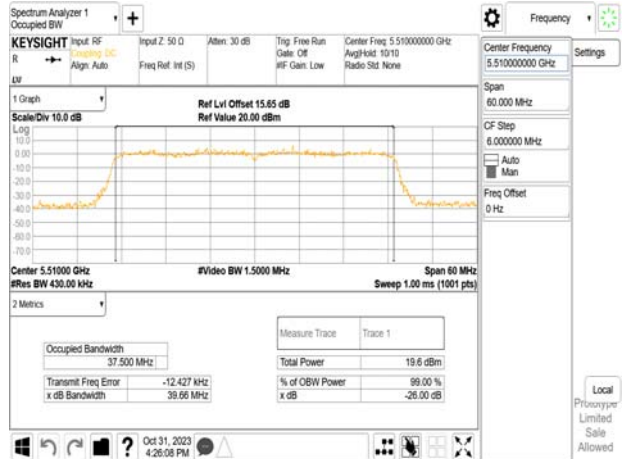 Spectrum Analyzer 1
Occupied BW
Frequency
KEYSIGHT
Input: RF
Coupling: DC
Align: Auto
Input Z: 50 Ω
Freq Ref: Int (S)
Atten: 30 dB
Trig: Free Run
Gate: Off
#IF Gain: Low
Center Freq: 5.510000000 GHz
Avg|Hold: 10/10
Radio Std: None
R
LXI
Center Frequency
5.510000000 GHz
Settings
Span
60.000 MHz
CF Step
6.000000 MHz
Auto
Man
Freq Offset
0 Hz
1 Graph
Scale/Div 10.0 dB
Ref Lvl Offset 15.65 dB
Ref Value 20.00 dBm
Log
10.0
0.00
-10.0
-20.0
-30.0
-40.0
-50.0
-60.0
-70.0
Center 5.51000 GHz
#Res BW 430.00 kHz
#Video BW 1.5000 MHz
Span 60 MHz
Sweep 1.00 ms (1001 pts)
2 Metrics
Measure Trace
Trace 1
Occupied Bandwidth
37.500 MHz
Total Power
19.6 dBm
Transmit Freq Error
-12.427 kHz
% of OBW Power
99.00 %
x dB Bandwidth
39.66 MHz
x dB
-26.00 dB
Local
Prototype
Limited
Sale
Allowed
?
Oct 31, 2023
4:26:08 PM